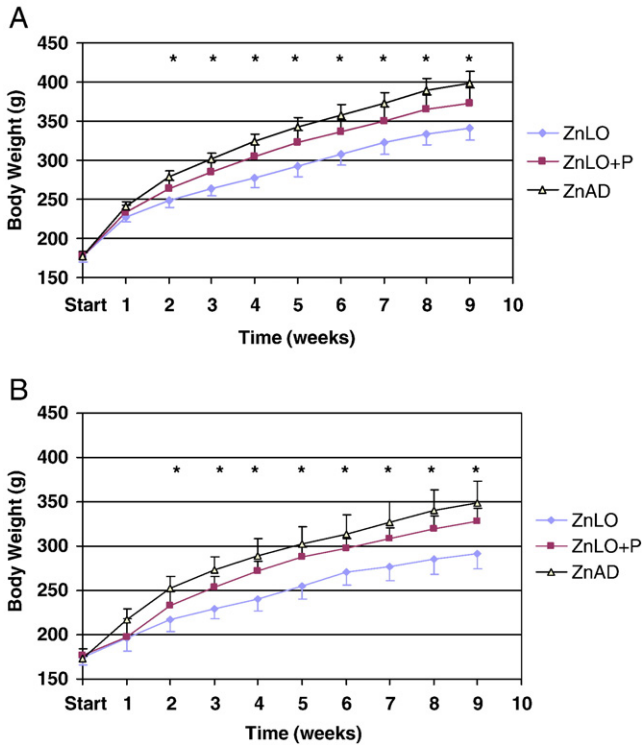 A
450
400
350
300
250
200
150
Body Weight (g)
* * * * * * * *
Start 1 2 3 4 5 6 7 8 9 10
Time (weeks)
ZnLO
ZnLO+P
ZnAD
B
450
400
350
300
250
200
150
Body Weight (g)
* * * * * * * *
Start 1 2 3 4 5 6 7 8 9 10
Time (weeks)
ZnLO
ZnLO+P
ZnAD